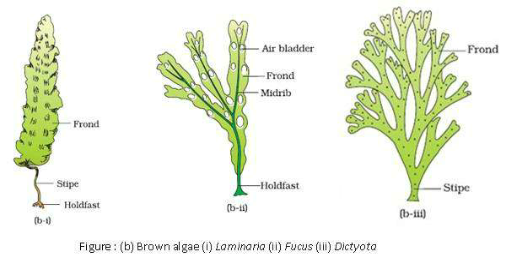 Frond
Stipe
Holdfast
(b-i)
Air bladder
Frond
Midrib
Holdfast
(b-ii)
Frond
Stipe
(b-iii)
Figure : (b) Brown algae (i) Laminaria (ii) Fucus (iii) Dictyota